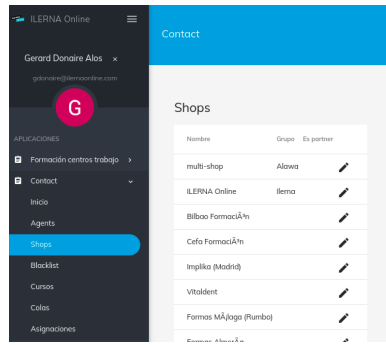 ILERNA Online
Contact
Gerard Donaire Alos
gdonaire@ilernaonline.com
G
APLICACIONES
Formación centros trabajo
Contact
Inicio
Agents
Shops
Blacklist
Cursos
Colas
Asignaciones
Shops
Nombre Grupo Es partner
multi-shop Alowa
ILERNA Online Ilerna
Bilbao FormaciÃ³n
Cefa FormaciÃ³n
Implika (Madrid)
Vitaldent
Formas MÃ¡laga (Rumbo)
Formas AlmerÃ­a